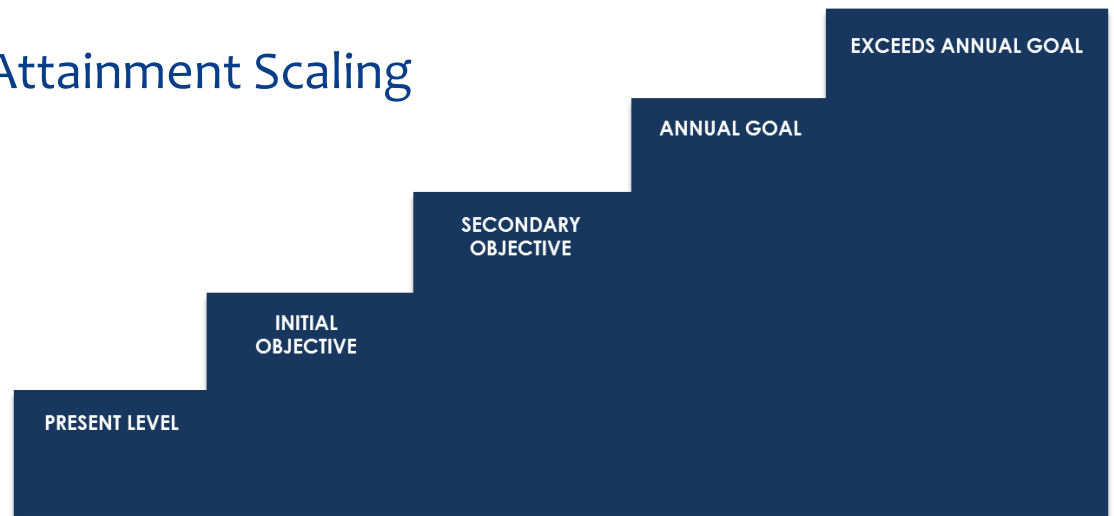 Attainment Scaling
EXCEEDS ANNUAL GOAL
ANNUAL GOAL
SECONDARY
OBJECTIVE
INITIAL
OBJECTIVE
PRESENT LEVEL